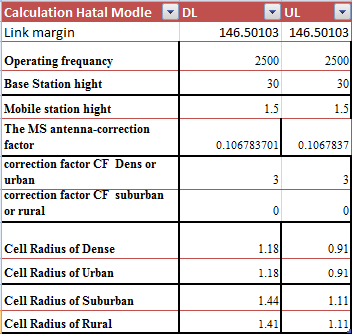 Calculation Hatal Modle DL UL
Link margin 146.50103 146.50103
Operating frequancy 2500 2500
Base Station hight 30 30
Mobile station hight 1.5 1.5
The MS antenna-correction
factor 0.106783701 0.1067837
correction factor CF Dens or
urban 3 3
correction factor CF suburban
or rural 0 0
Cell Radius of Dense 1.18 0.91
Cell Radius of Urban 1.18 0.91
Cell Radius of Suburban 1.44 1.11
Cell Radius of Rural 1.41 1.11